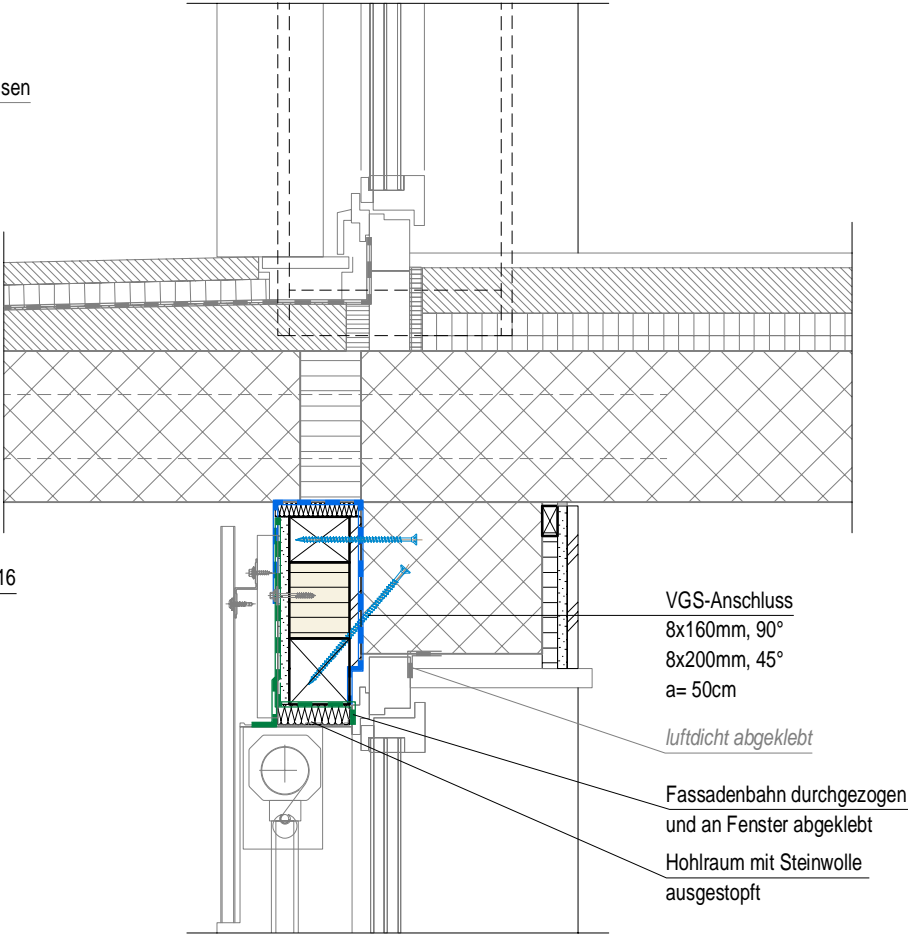 sen
16
VGS-Anschluss
8x160mm, 90°
8x200mm, 45°
a= 50cm
luftdicht abgeklebt
Fassadenbahn durchgezogen
und an Fenster abgeklebt
Hohlraum mit Steinwolle
ausgestopft